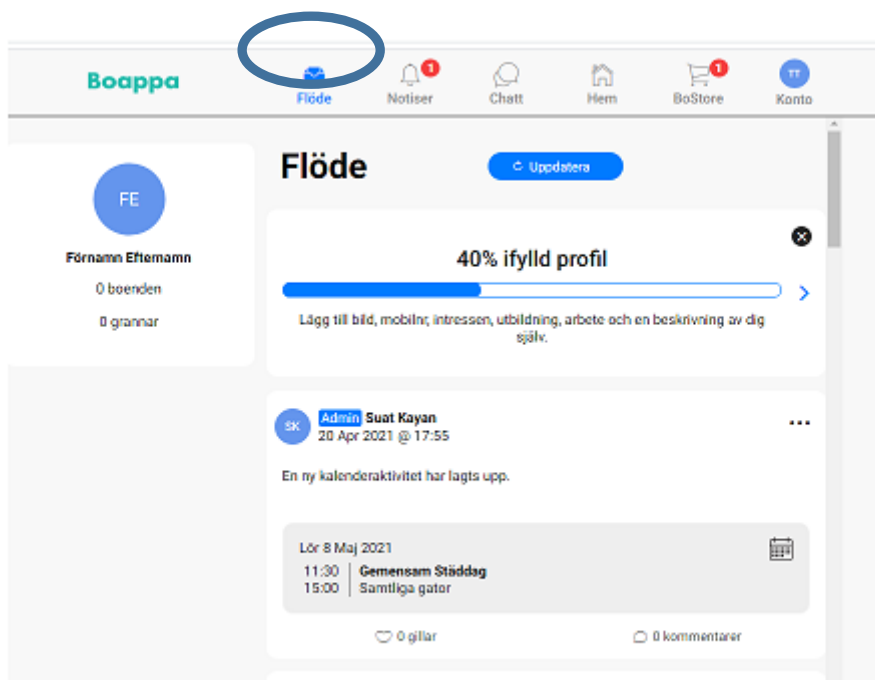 Boappa
Flöde
1
Notiser
Chatt
Hem
1
BoStore
TT
Konto
FE
Förnamn Efternamn
0 boenden
0 grannar
Flöde
Uppdatera
40% ifylld profil
Lägg till bild, mobilnr, intressen, utbildning, arbete och en beskrivning av dig
själv.
SK
Admin Suat Kayan
20 Apr 2021 @ 17:55
En ny kalenderaktivitet har lagts upp.
Lör 8 Maj 2021
11:30 Gemensam Städdag
15:00 Samtliga gator
0 gillar
0 kommentarer